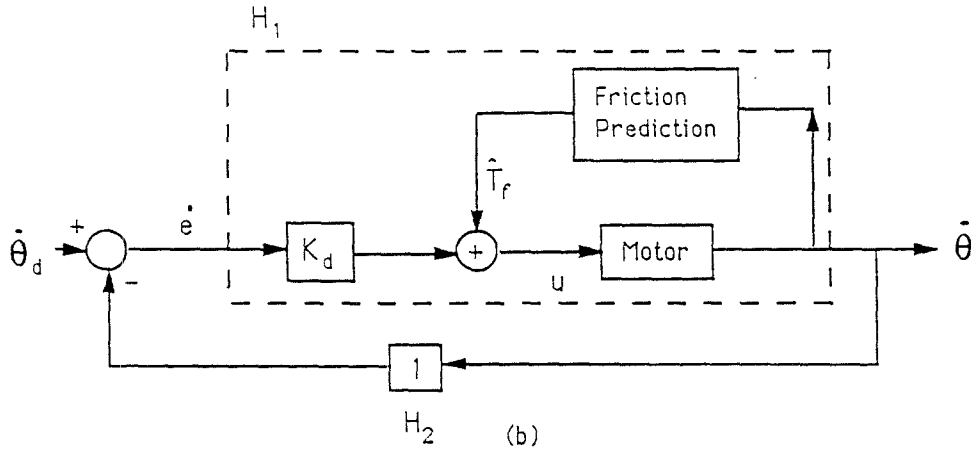 H₁
Friction
Prediction
T̂f
+
ė
θ̇d
Kd
+
Motor
θ̇
-
u
1
H₂
(b)